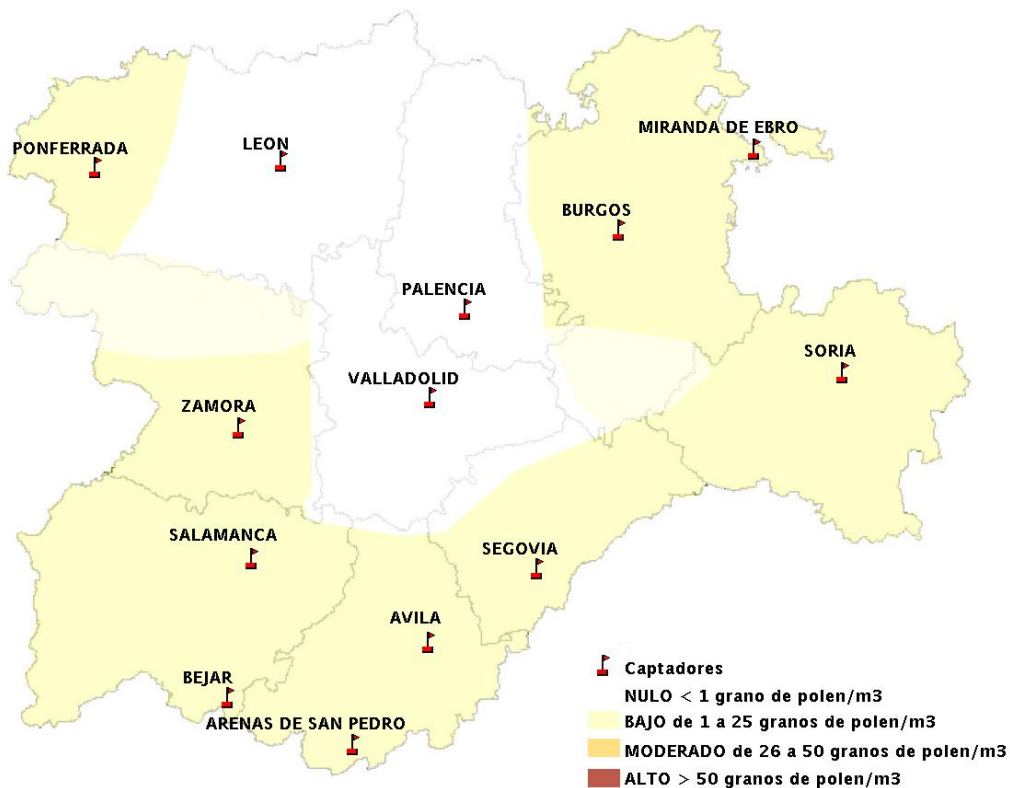 MIRANDA DE EBRO
PONFERRADA
LEON
BURGOS
PALENCIA
SORIA
VALLADOLID
ZAMORA
SALAMANCA
SEGOVIA
AVILA
BEJAR
ARENAS DE SAN PEDRO
Captadores
NULO < 1 grano de polen/m3
BAJO de 1 a 25 granos de polen/m3
MODERADO de 26 a 50 granos de polen/m3
ALTO > 50 granos de polen/m3